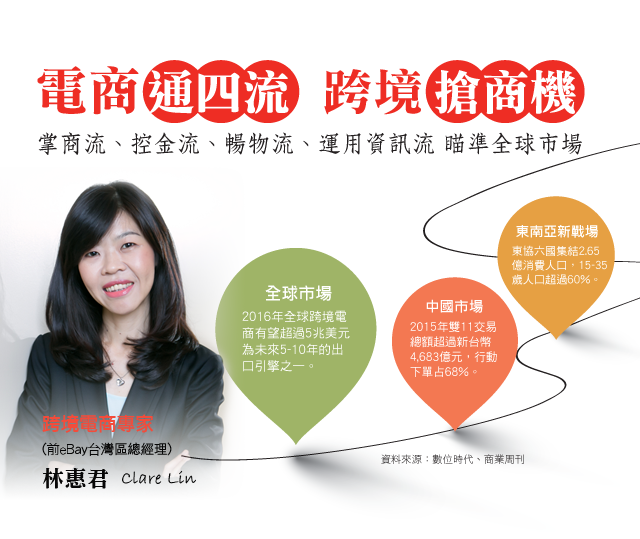 電商通四流 跨境搶商機
掌商流、控金流、暢物流、運用資訊流 瞄準全球市場
東南亞新戰場
東協六國集結2.65
億消費人口，15-35
歲人口超過60%。
全球市場
2016年全球跨境電
商有望超過5兆美元
為未來5-10年的出
口引擎之一。
中國市場
2015年雙11交易
總額超過新台幣
4,683億元，行動
下單占68%。
跨境電商專家
(前eBay台灣區總經理)
林惠君 Clare Lin
資料來源：數位時代、商業周刊